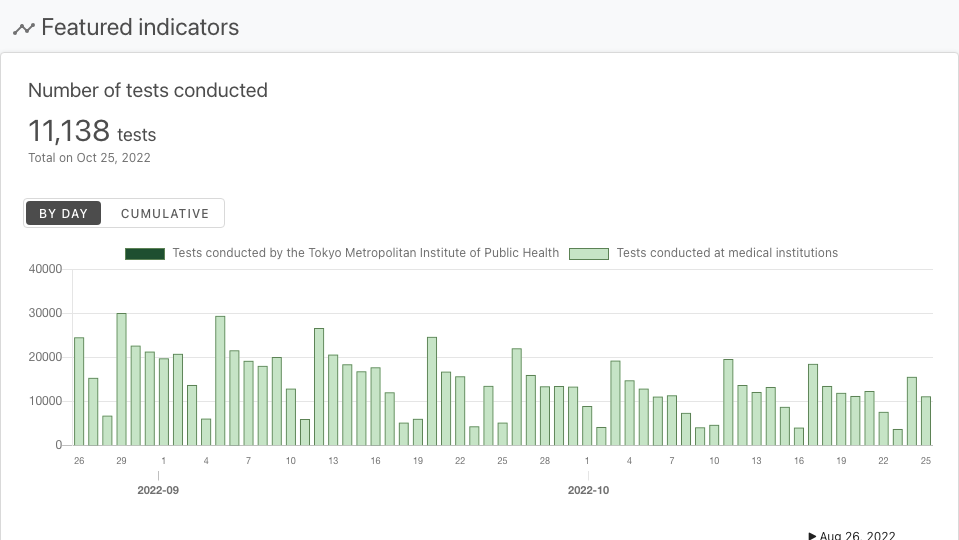 Featured indicators
Number of tests conducted
11,138 tests
Total on Oct 25, 2022
BY DAY CUMULATIVE
Tests conducted by the Tokyo Metropolitan Institute of Public Health Tests conducted at medical institutions
40000
30000
20000
10000
0
26 29 1 4 7 10 13 16 19 22 25 28 1 4 7 10 13 16 19 22 25
2022-09 2022-10
Aug 26, 2022